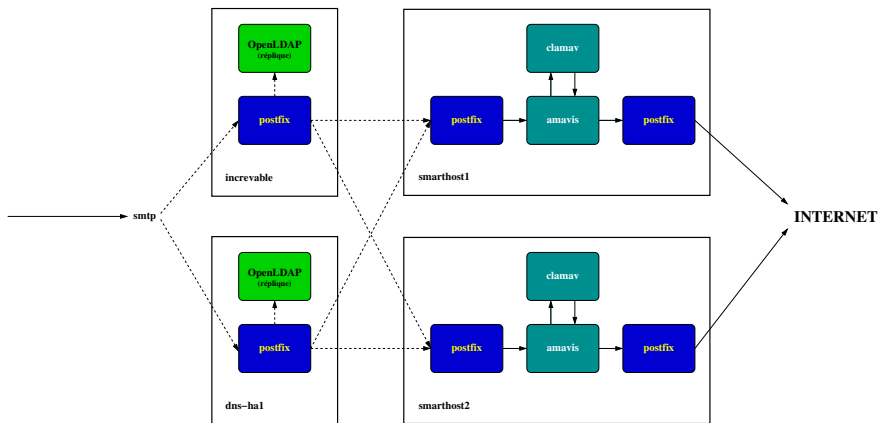 OpenLDAP
(réplique)
clamav
postfix
postfix
amavis
postfix
increvable
smarthost1
smtp
INTERNET
OpenLDAP
(réplique)
clamav
postfix
postfix
amavis
postfix
dns-ha1
smarthost2